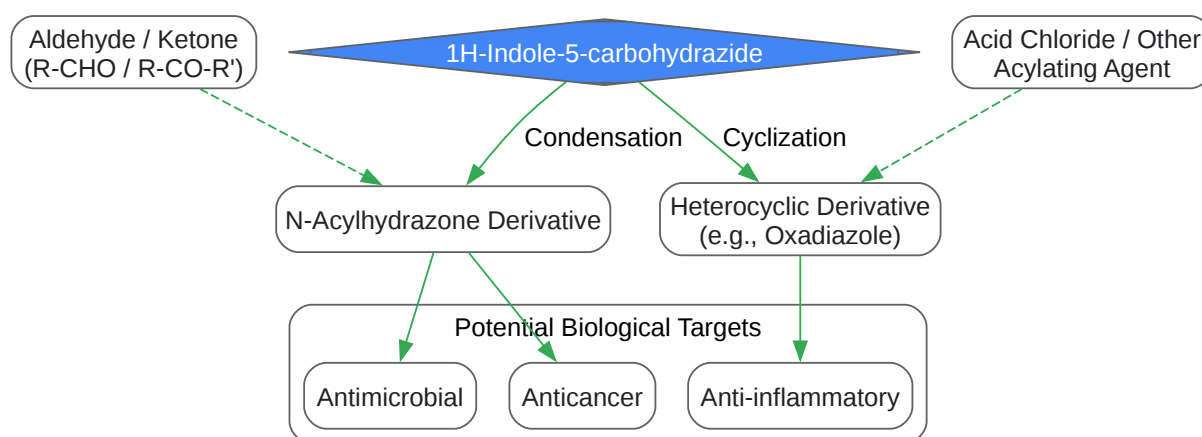 Aldehyde / Ketone
(R-CHO / R-CO-R')
1H-Indole-5-carbohydrazide
Acid Chloride / Other
Acylating Agent
Condensation
Cyclization
N-Acylhydrazone Derivative
Heterocyclic Derivative
(e.g., Oxadiazole)
Potential Biological Targets
Antimicrobial
Anticancer
Anti-inflammatory